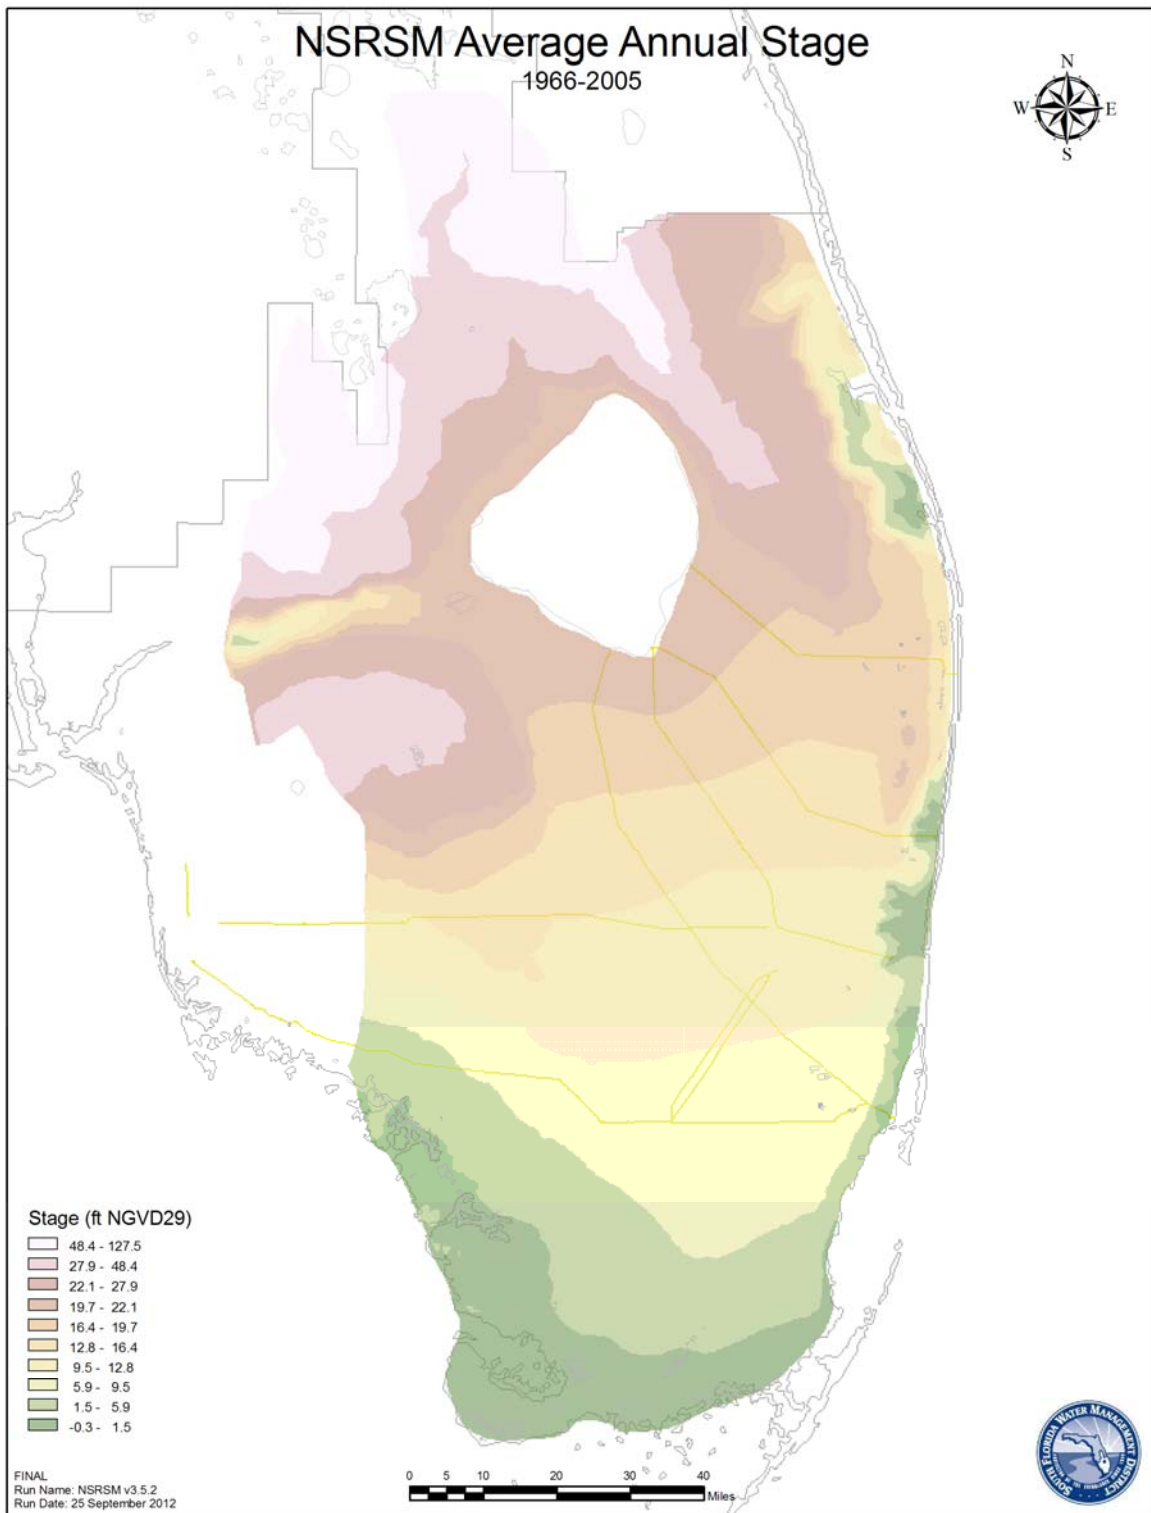 NSRSM Average Annual Stage
1966-2005
N
W E
S
Stage (ft NGVD29)
48.4 - 127.5
27.9 - 48.4
22.1 - 27.9
19.7 - 22.1
16.4 - 19.7
12.8 - 16.4
9.5 - 12.8
5.9 - 9.5
1.5 - 5.9
-0.3 - 1.5
FINAL
Run Name: NSRSM v3.5.2
Run Date: 25 September 2012
0 5 10 20 30 40
Miles
SOUTH FLORIDA WATER MANAGEMENT DISTRICT